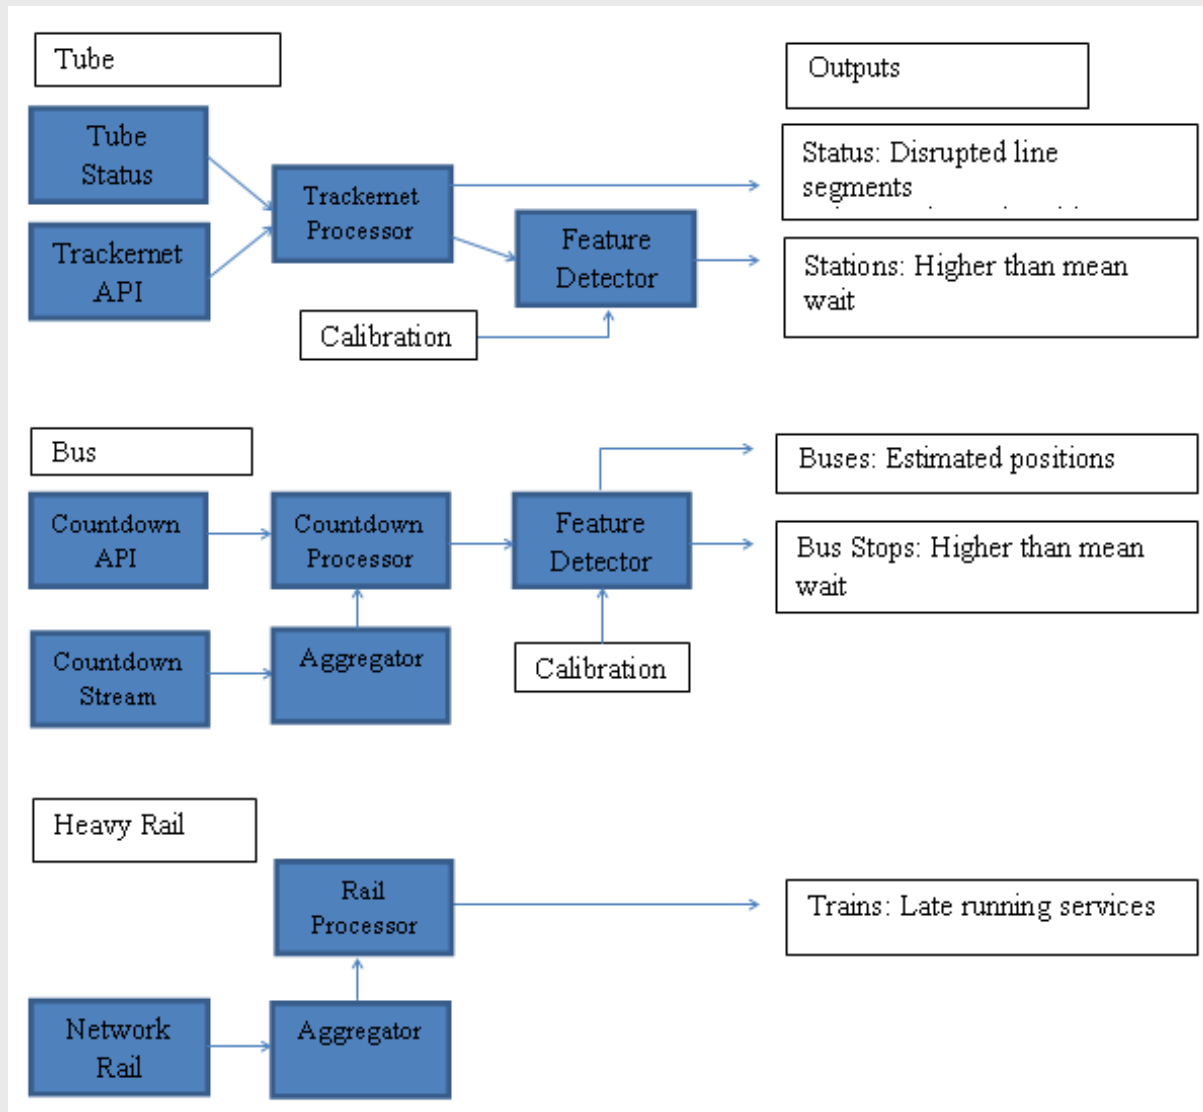 Tube
Outputs
Tube
Status
Trackernet
API
Trackernet
Processor
Feature
Detector
Calibration
Status: Disrupted line
segments
Stations: Higher than mean
wait
Bus
Countdown
API
Countdown
Processor
Feature
Detector
Countdown
Stream
Aggregator
Calibration
Buses: Estimated positions
Bus Stops: Higher than mean
wait
Heavy Rail
Rail
Processor
Network
Rail
Aggregator
Trains: Late running services